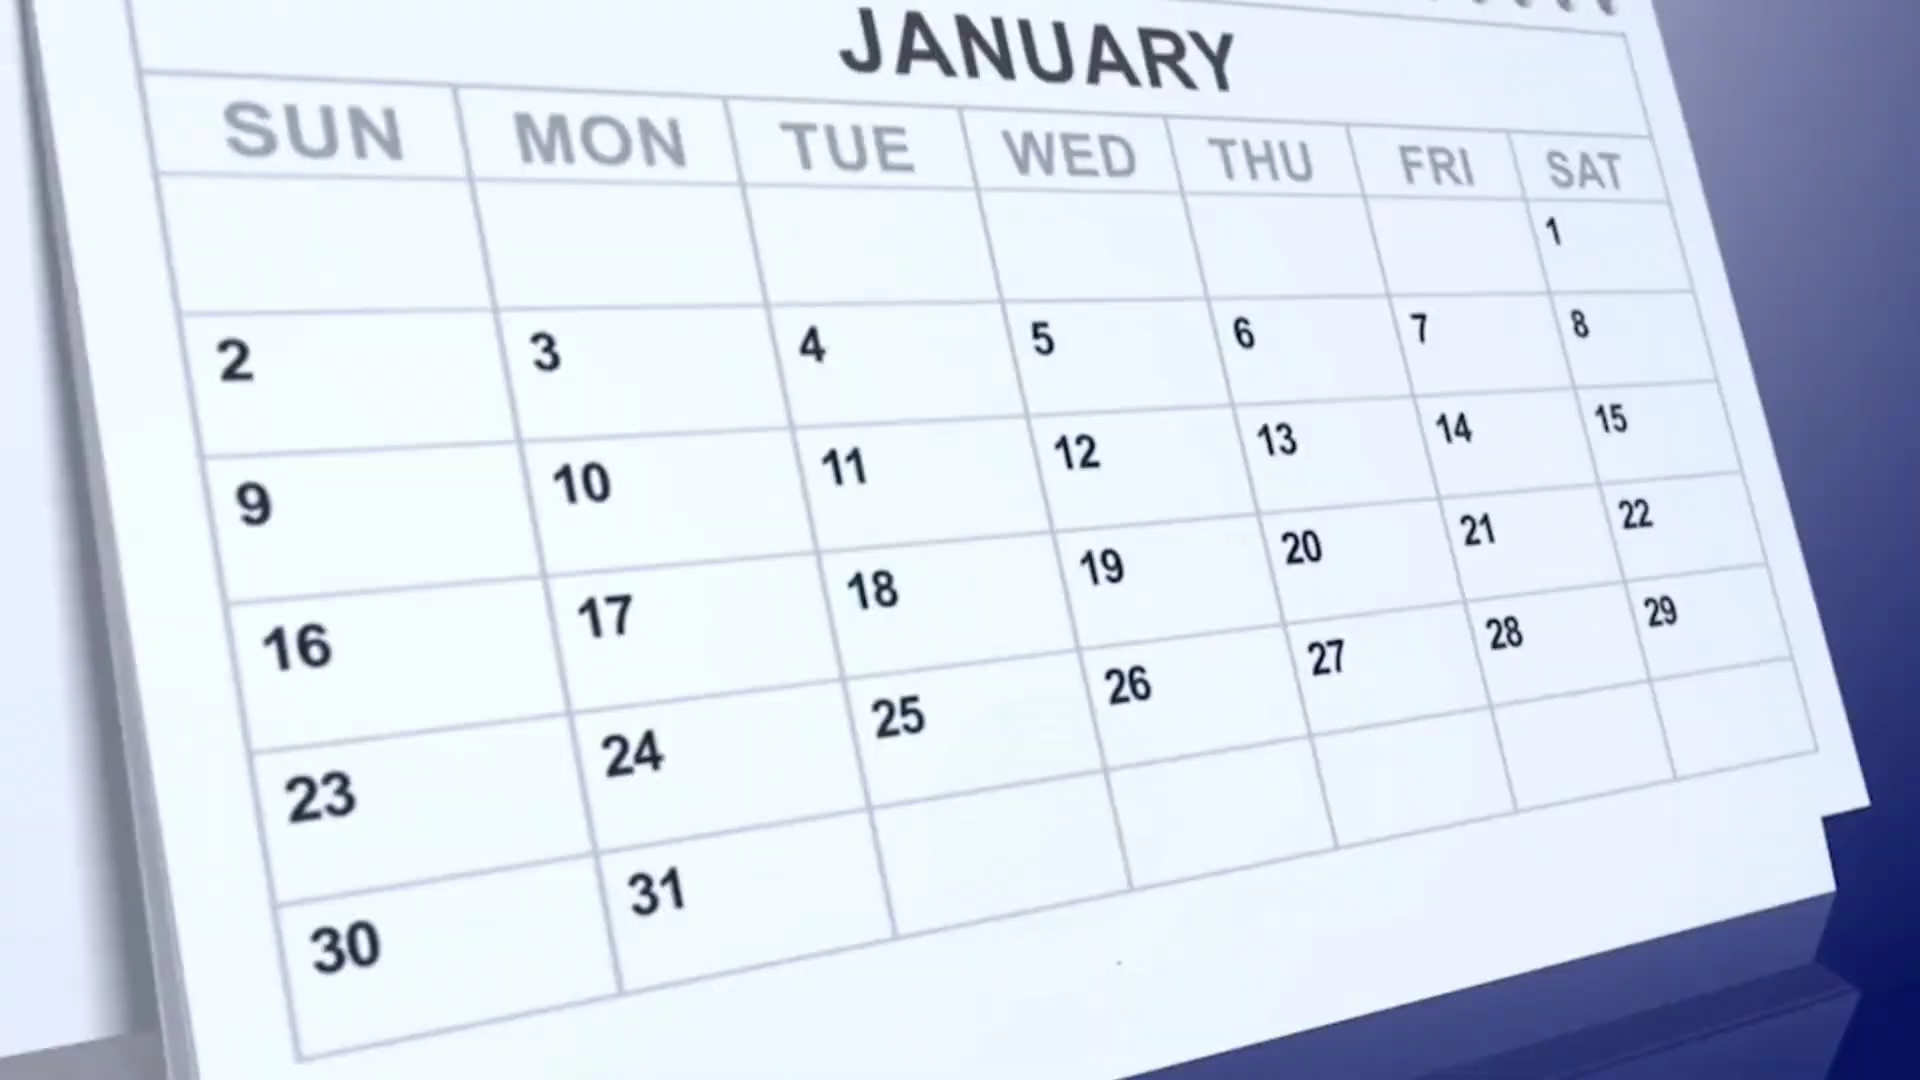 JANUARY
SUN MON TUE WED THU FRI SAT
1
2 3 4 5 6 7 8
9 10 11 12 13 14 15
16 17 18 19 20 21 22
23 24 25 26 27 28 29
30 31